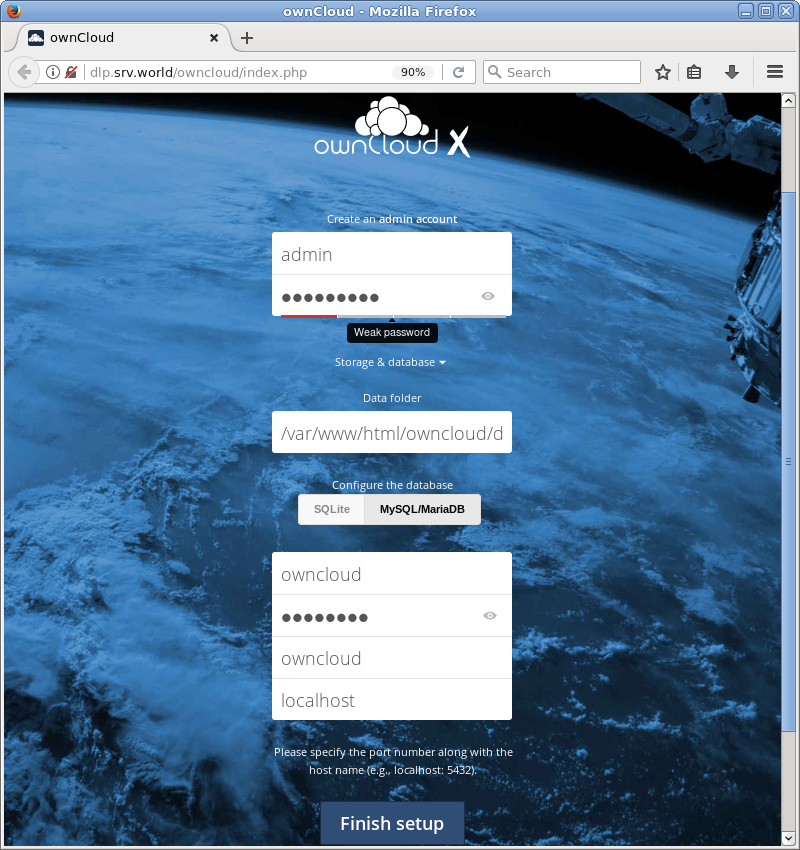 ownCloud - Mozilla Firefox
ownCloud
dlp.srv.world/owncloud/index.php
90%
Search
ownCloud X
Create an admin account
admin
●●●●●●●●●
Weak password
Storage & database
Data folder
/var/www/html/owncloud/d
Configure the database
SQLite
MySQL/MariaDB
owncloud
●●●●●●●●
owncloud
localhost
Please specify the port number along with the
host name (e.g., localhost: 5432).
Finish setup